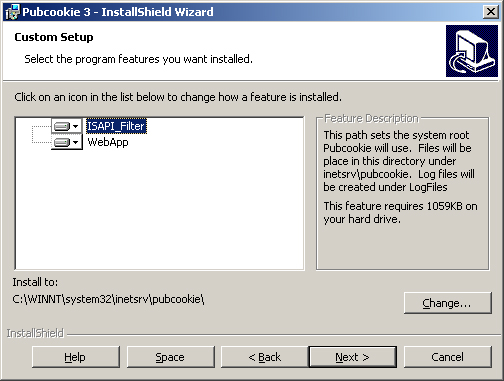 Pubcookie 3 - InstallShield Wizard
Custom Setup
Select the program features you want installed.
Click on an icon in the list below to change how a feature is installed.
ISAPI_Filter
WebApp
Feature Description
This path sets the system root
Pubcookie will use. Files will be
place in this directory under
inetsrv\pubcookie. Log files will
be created under LogFiles
This feature requires 1059KB on
your hard drive.
Install to:
C:\WINNT\system32\inetsrv\pubcookie\
Change...
InstallShield
Help
Space
< Back
Next >
Cancel